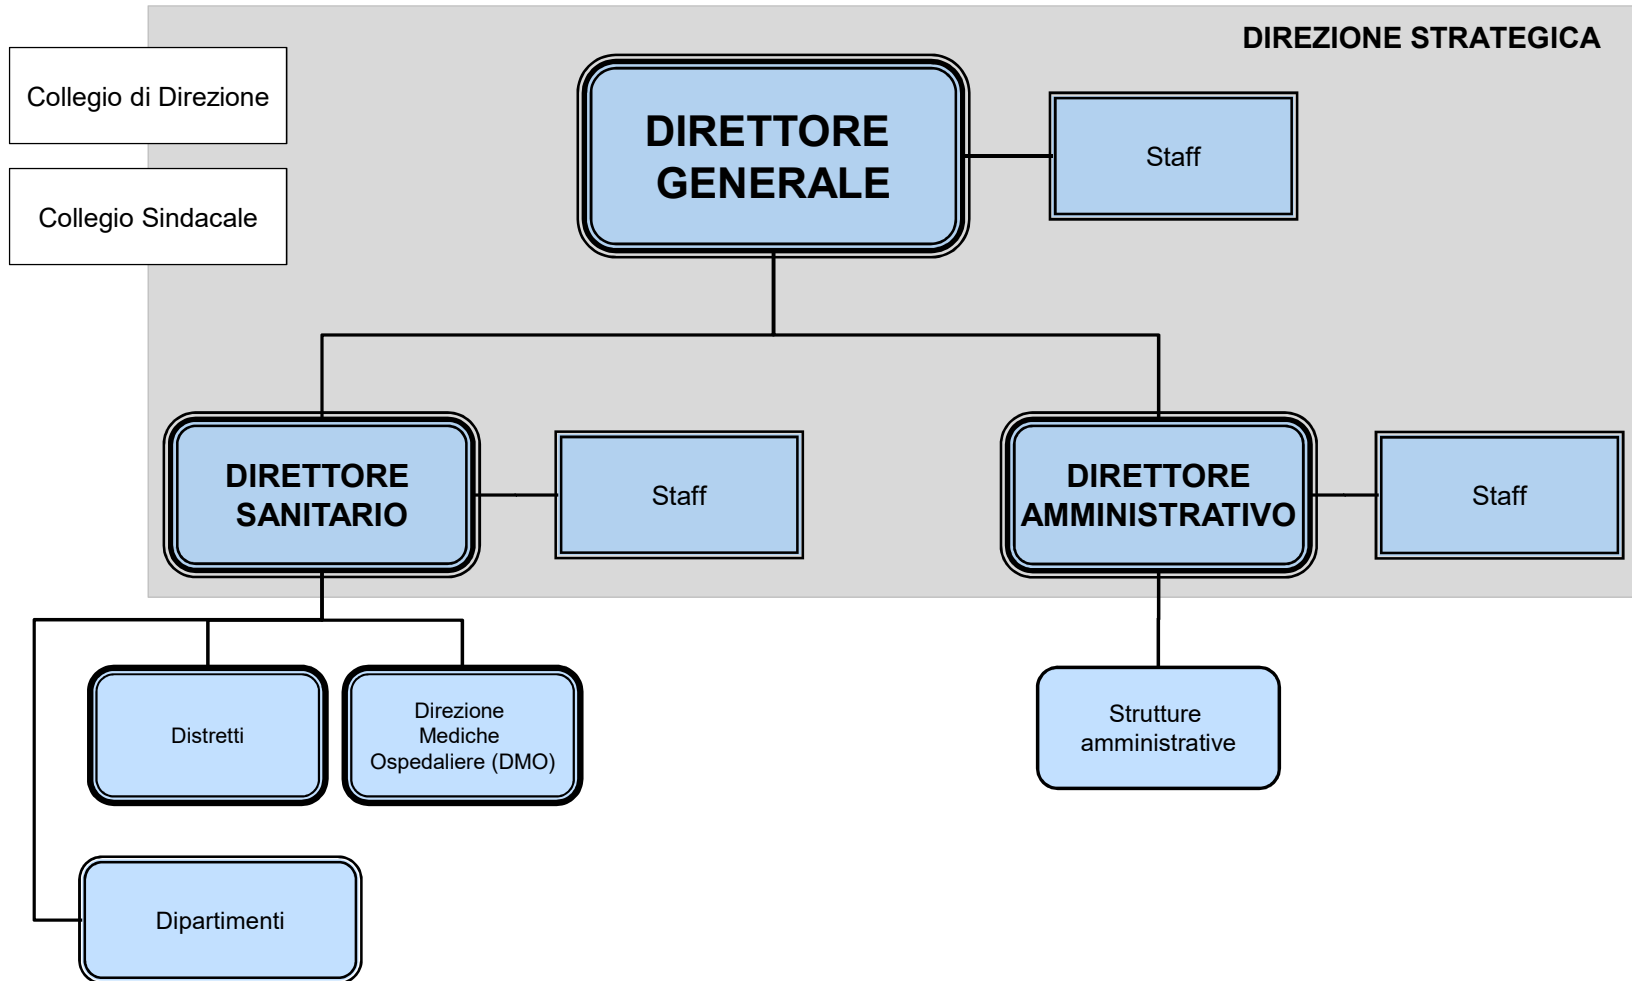 DIREZIONE STRATEGICA
Collegio di Direzione
Collegio Sindacale
DIRETTORE
GENERALE
Staff
DIRETTORE
SANITARIO
Staff
DIRETTORE
AMMINISTRATIVO
Staff
Distretti
Direzione
Mediche
Ospedaliere (DMO)
Strutture
amministrative
Dipartimenti